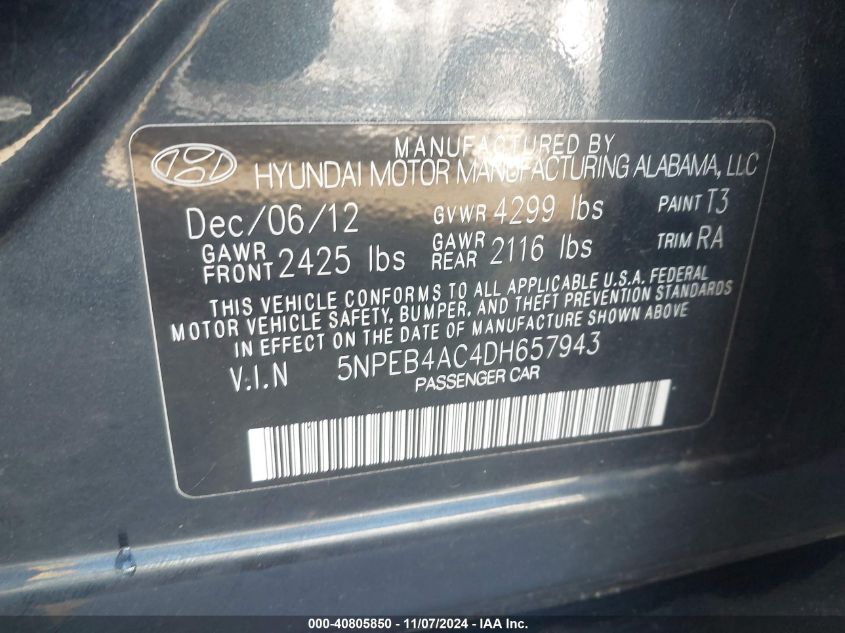 MANUFACTURED BY
HYUNDAI MOTOR MANUFACTURING ALABAMA, LLC
Dec/06/12 GVWR 4299 lbs PAINT T3
GAWR FRONT 2425 lbs GAWR REAR 2116 lbs TRIM RA
THIS VEHICLE CONFORMS TO ALL APPLICABLE U.S.A. FEDERAL
MOTOR VEHICLE SAFETY, BUMPER, AND THEFT PREVENTION STANDARDS
IN EFFECT ON THE DATE OF MANUFACTURE SHOWN ABOVE.
V.I.N 5NPEB4AC4DH657943
PASSENGER CAR
000-40805850 - 11/07/2024 - IAA Inc.